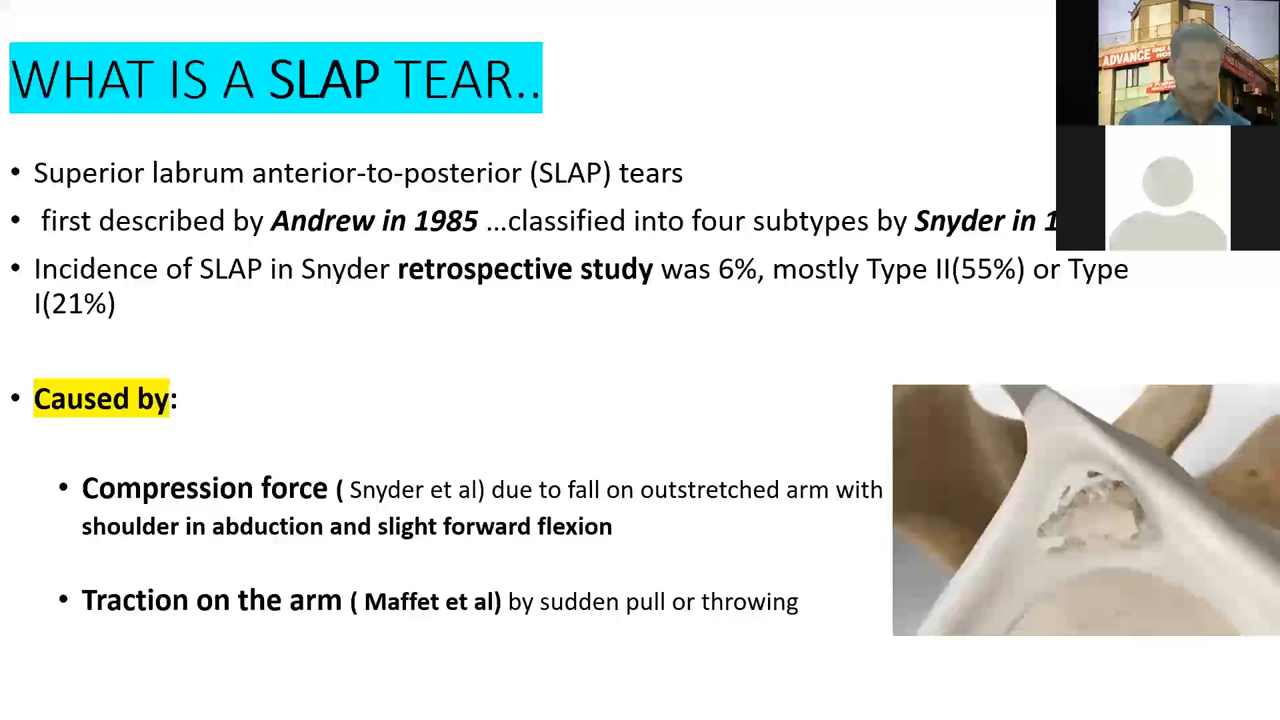 WHAT IS A SLAP TEAR..
• Superior labrum anterior-to-posterior (SLAP) tears
• first described by Andrew in 1985 ...classified into four subtypes by Snyder in 1
• Incidence of SLAP in Snyder retrospective study was 6%, mostly Type II(55%) or Type
I(21%)
• Caused by:
• Compression force ( Snyder et al) due to fall on outstretched arm with
shoulder in abduction and slight forward flexion
• Traction on the arm ( Maffet et al) by sudden pull or throwing
ADVANCE